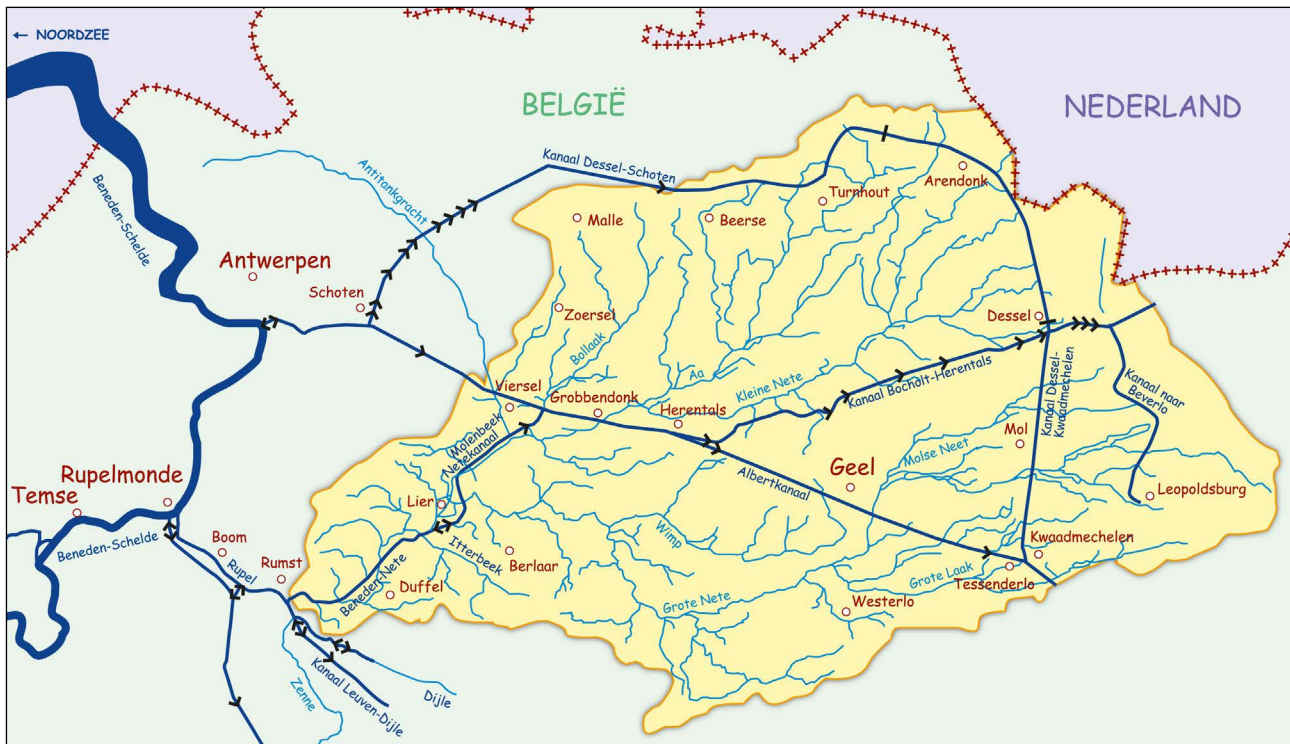 ← NOORDZEE
BELGIË
NEDERLAND
Beneden-Schelde
Antitankgracht
Kanaal Dessel-Schoten
Arendonk
Turnhout
Malle
Beerse
Antwerpen
Schoten
Zoersel
Bollaak
Dessel
Aa
Kleine Nete
Kanaal Bocholt-Herentals
Kanaal Dessel-
Kwaadmechelen
Kanaal naar
Beverlo
Viersel
Grobbendonk
Herentals
Molenbeek
Netekanaal
Mol
Molse Neet
Albertkanaal
Geel
Rupelmonde
Temse
Lier
Leopoldsburg
Beneden-Schelde
Boom
Rupel
Rumst
Wimp
Itterbeek
Berlaar
Beneden-Nete
Duffel
Kwaadmechelen
Grote Laak
Tessenderlo
Grote Nete
Westerlo
Zenne
Kanaal Leuven-Dijle
Dijle